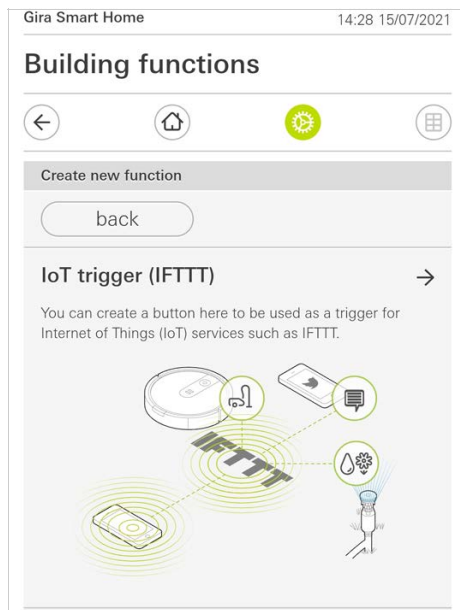 Gira Smart Home 14:28 15/07/2021
Building functions
Create new function
back
IoT trigger (IFTTT)
You can create a button here to be used as a trigger for
Internet of Things (IoT) services such as IFTTT.
IFTTT